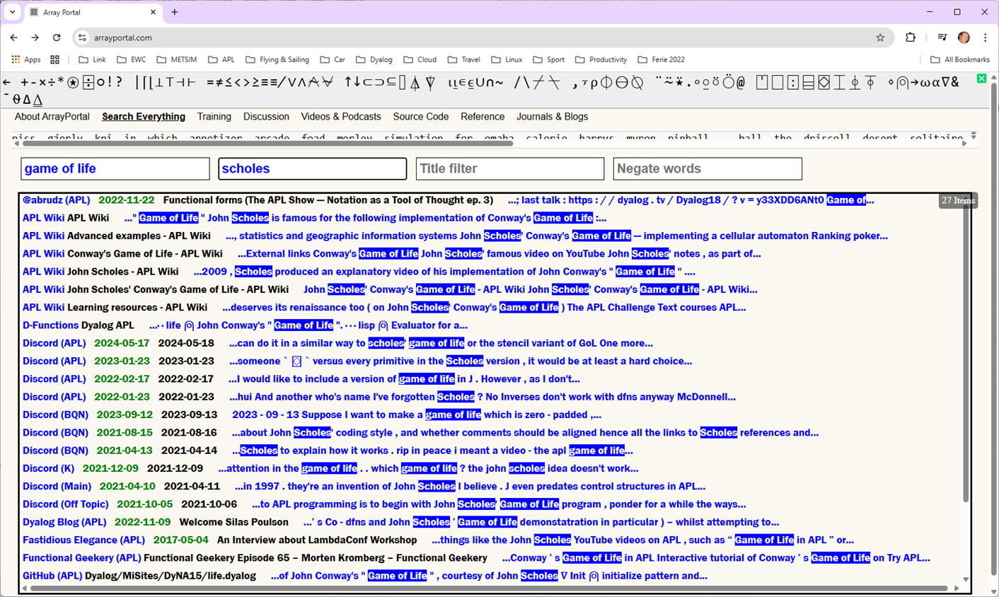 Array Portal
arrayportal.com
Apps Link EWC METSIM APL Flying & Sailing Car Dyalog Cloud Travel Linux Sport Productivity Ferie 2022 All Bookmarks
About ArrayPortal Search Everything Training Discussion Videos & Podcasts Source Code Reference Journals & Blogs
niss gierly kni in which appetizer arcade food morley simulation for omaha calorie harrys myron pinball ball the driscoll desent solitaire
game of life scholes Title filter Negate words
27 Items
@abrudz (APL) 2022-11-22 Functional forms (The APL Show — Notation as a Tool of Thought ep. 3) ...; last talk : https : / / dyalog . tv / Dyalog18 / ? v = y33XDD6ANt0 Game of...
APL Wiki APL Wiki ..." Game of Life " John Scholes is famous for the following implementation of Conway's Game of Life :...
APL Wiki Advanced examples - APL Wiki ..., statistics and geographic information systems John Scholes' Conway's Game of Life — implementing a cellular automaton Ranking poker...
APL Wiki Conway's Game of Life - APL Wiki ...External links Conway's Game of Life John Scholes' famous video on YouTube John Scholes' notes , as part of...
APL Wiki John Scholes - APL Wiki ...2009 , Scholes produced an explanatory video of his implementation of John Conway's " Game of Life " ....
APL Wiki John Scholes' Conway's Game of Life - APL Wiki John Scholes' Conway's Game of Life - APL Wiki John Scholes' Conway's Game of Life - APL Wiki...
APL Wiki Learning resources - APL Wiki ...deserves its renaissance too ( on John Scholes' Conway's Game of Life ) The APL Challenge Text courses APL...
D-Functions Dyalog APL ...·· life ⍝ John Conway's " Game of Life ". ··· lisp ⍝ Evaluator for a...
Discord (APL) 2024-05-17 2024-05-18 ...can do it in a similar way to scholes' game of life or the stencil variant of GoL One more...
Discord (APL) 2023-01-23 2023-01-23 ...someone ` ⌺ ` versus every primitive in the Scholes version , it would be at least a hard choice...
Discord (APL) 2022-02-17 2022-02-17 ...I would like to include a version of game of life in J . However , as I don't...
Discord (APL) 2022-01-23 2022-01-23 ...hui And another who's name I've forgotten Scholes ? No Inverses don't work with dfns anyway McDonnell...
Discord (BQN) 2023-09-12 2023-09-13 2023 - 09 - 13 Suppose I want to make a game of life which is zero - padded ,...
Discord (BQN) 2021-08-15 2021-08-16 ...about John Scholes' coding style , and whether comments should be aligned hence all the links to Scholes references and...
Discord (BQN) 2021-04-13 2021-04-14 ...Scholes to explain how it works . rip in peace i meant a video - the apl game of life...
Discord (K) 2021-12-09 2021-12-09 ...attention in the game of life . . which game of life ? the john scholes idea doesn't work...
Discord (Main) 2021-04-10 2021-04-11 ...in 1997 . they're an invention of John Scholes I believe . J even predates control structures in APL...
Discord (Off Topic) 2021-10-05 2021-10-06 ...to APL programming is to begin with John Scholes' Game of Life program , ponder for a while the ways...
Dyalog Blog (APL) 2022-11-09 Welcome Silas Poulson ...' s Co - dfns and John Scholes ' Game of Life demonstatration in particular ) – whilst attempting to...
Fastidious Elegance (APL) 2017-05-04 An Interview about LambdaConf Workshop ...things like the John Scholes YouTube videos on APL , such as “ Game of Life in APL ” or...
Functional Geekery (APL) Functional Geekery Episode 65 – Morten Kromberg – Functional Geekery ...Conway ’ s Game of Life in APL Interactive tutorial of Conway ’ s Game of Life on Try APL...
GitHub (APL) Dyalog/MiSites/DyNA15/life.dyalog ...of John Conway's " Game of Life " , courtesy of John Scholes ∇ Init ⍝ initialize pattern and...